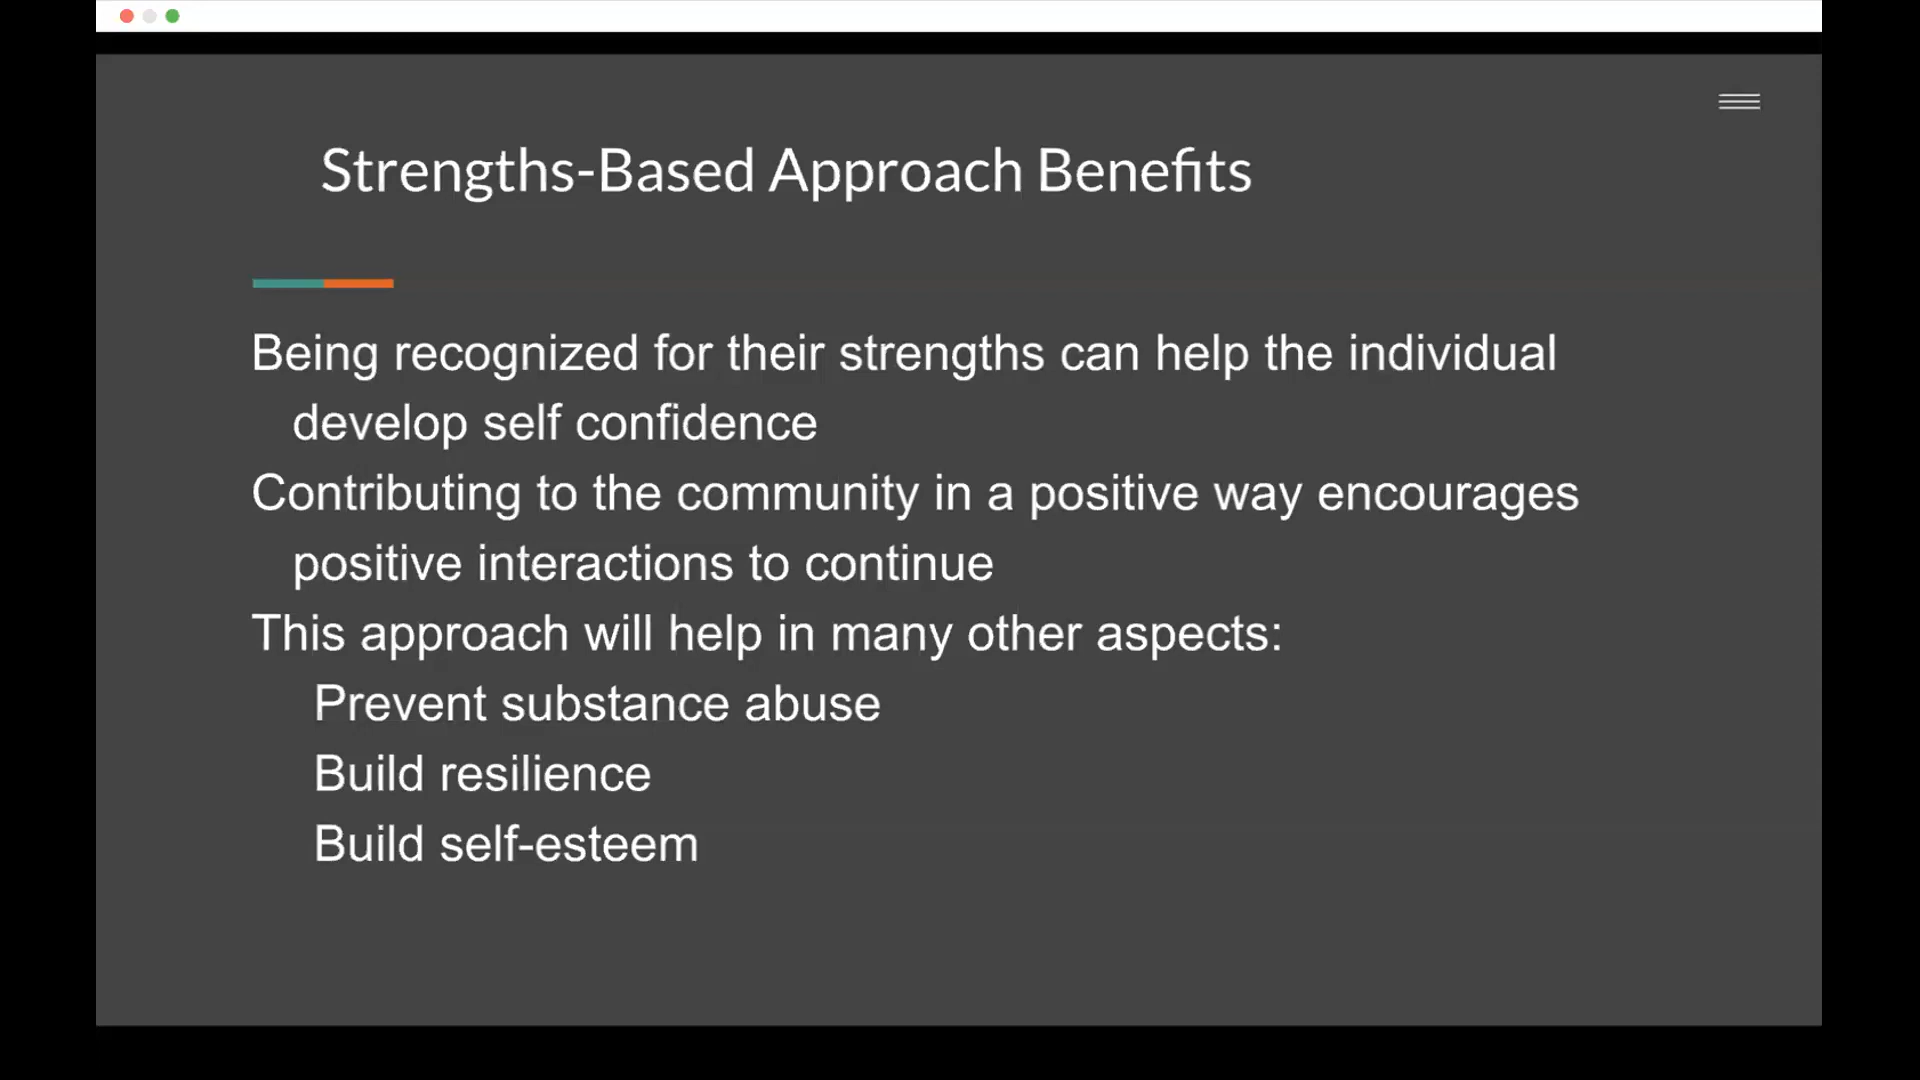 Strengths-Based Approach Benefits
Being recognized for their strengths can help the individual
develop self confidence
Contributing to the community in a positive way encourages
positive interactions to continue
This approach will help in many other aspects:
Prevent substance abuse
Build resilience
Build self-esteem